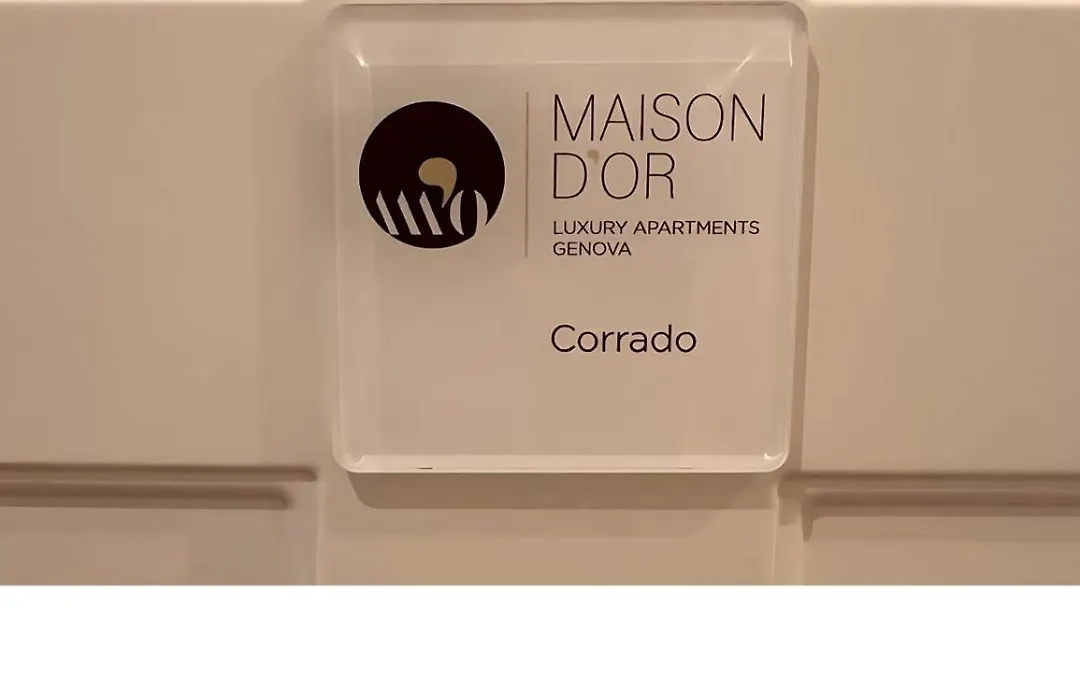 m'o
MAISON
D'OR
LUXURY APARTMENTS
GENOVA
Corrado